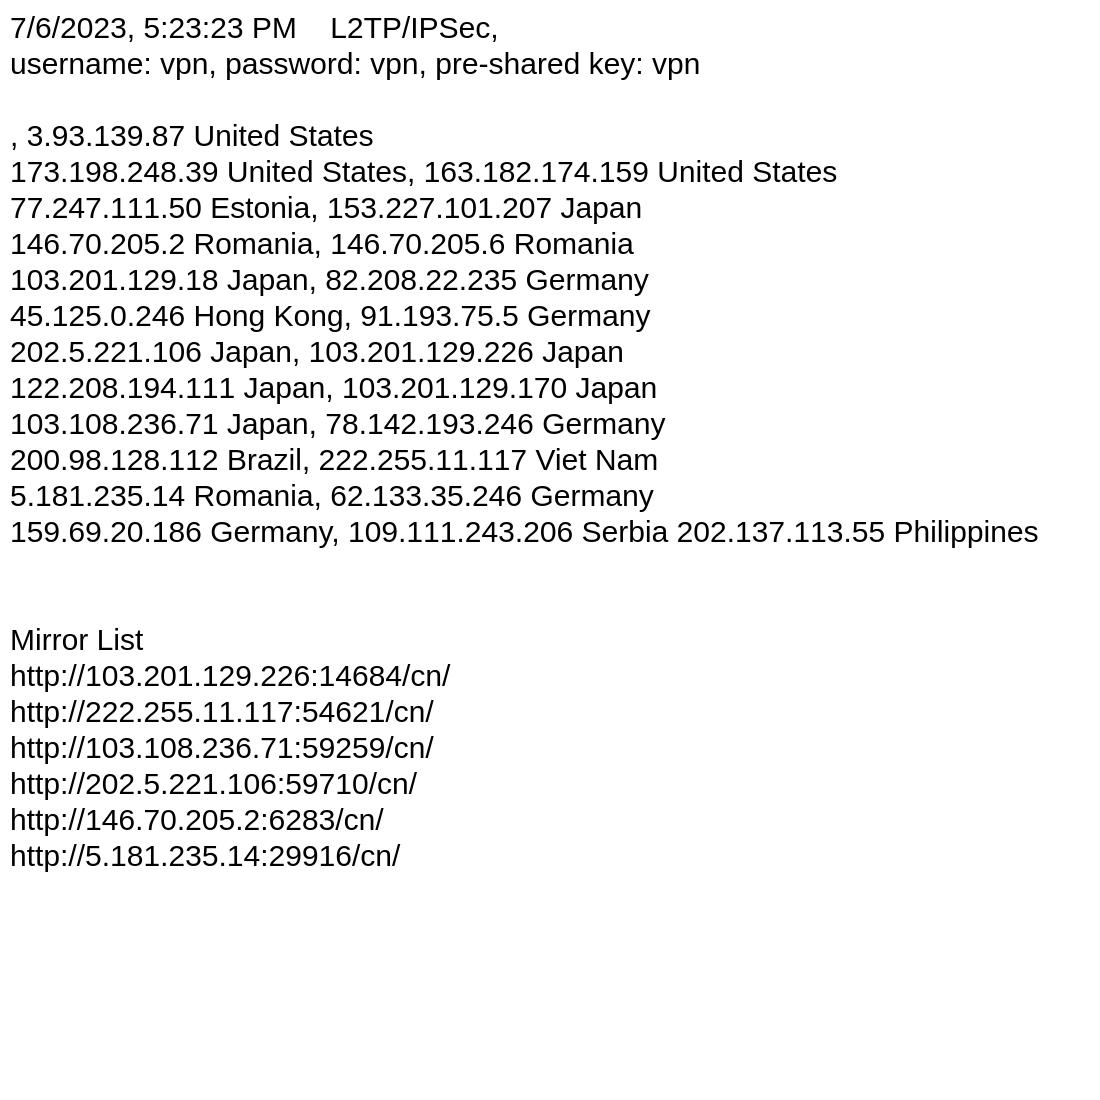 7/6/2023, 5:23:23 PM    L2TP/IPSec,
username: vpn, password: vpn, pre-shared key: vpn
, 3.93.139.87 United States
173.198.248.39 United States, 163.182.174.159 United States
77.247.111.50 Estonia, 153.227.101.207 Japan
146.70.205.2 Romania, 146.70.205.6 Romania
103.201.129.18 Japan, 82.208.22.235 Germany
45.125.0.246 Hong Kong, 91.193.75.5 Germany
202.5.221.106 Japan, 103.201.129.226 Japan
122.208.194.111 Japan, 103.201.129.170 Japan
103.108.236.71 Japan, 78.142.193.246 Germany
200.98.128.112 Brazil, 222.255.11.117 Viet Nam
5.181.235.14 Romania, 62.133.35.246 Germany
159.69.20.186 Germany, 109.111.243.206 Serbia 202.137.113.55 Philippines
Mirror List
http://103.201.129.226:14684/cn/
http://222.255.11.117:54621/cn/
http://103.108.236.71:59259/cn/
http://202.5.221.106:59710/cn/
http://146.70.205.2:6283/cn/
http://5.181.235.14:29916/cn/